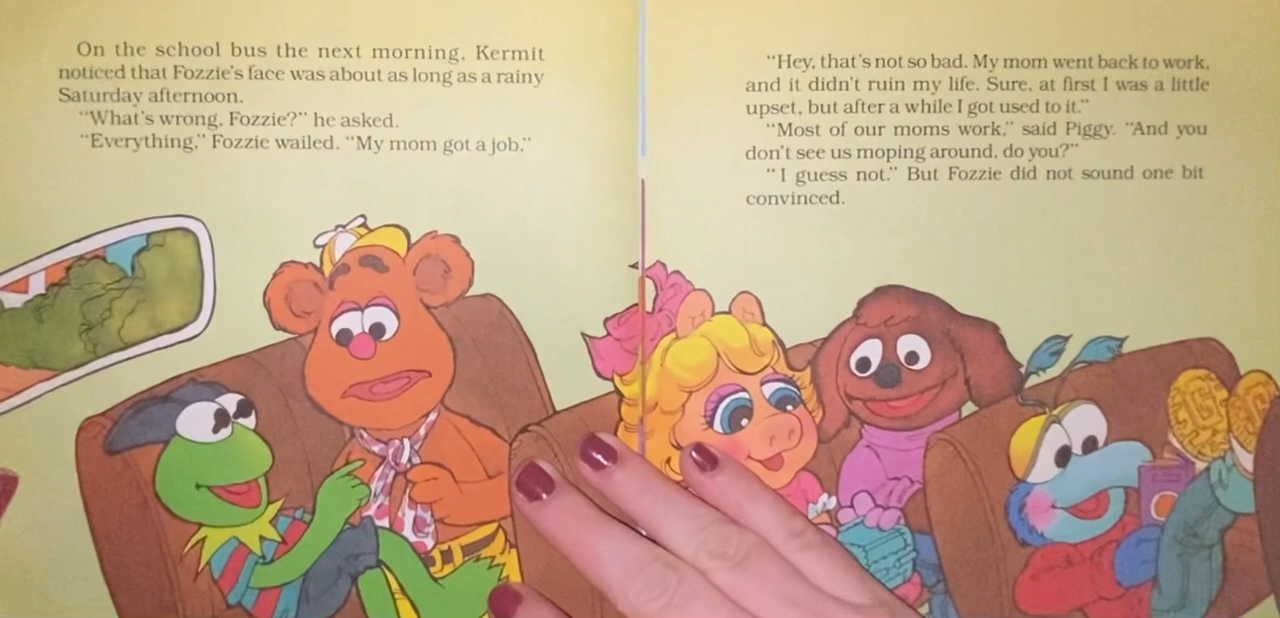 On the school bus the next morning, Kermit
noticed that Fozzie's face was about as long as a rainy
Saturday afternoon.
"What's wrong, Fozzie?" he asked.
"Everything," Fozzie wailed. "My mom got a job."
"Hey, that's not so bad. My mom went back to work,
and it didn't ruin my life. Sure, at first I was a little
upset, but after a while I got used to it."
"Most of our moms work," said Piggy. "And you
don't see us moping around, do you?"
"I guess not." But Fozzie did not sound one bit
convinced.
G